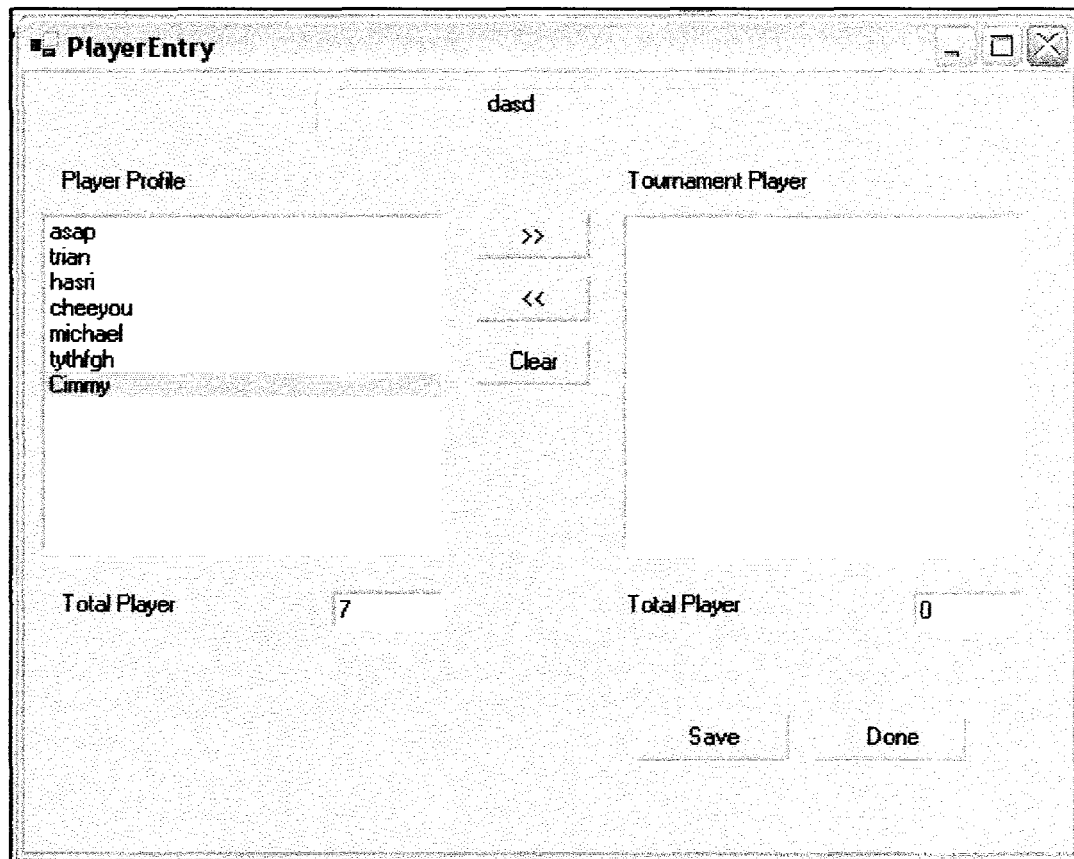 PlayerEntry
dasd
Player Profile
Tournament Player
asap
trian
hasri
cheeyou
michael
tythfgh
Cimmy
>>
<<
Clear
Total Player
7
Total Player
0
Save
Done